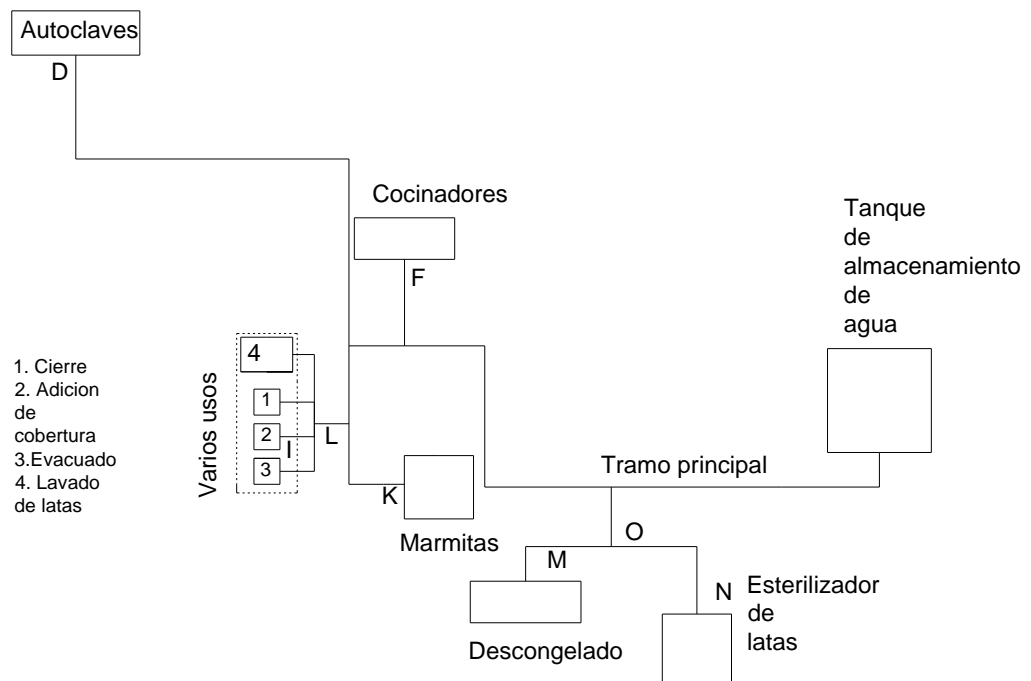 Autoclaves
D
Cocinadores
F
Tanque
de
almacenamiento
de
agua
1. Cierre
2. Adicion
de
cobertura
3.Evacuado
4. Lavado
de latas
Varios usos
4
1
2
3
I
L
K
Marmitas
Tramo principal
O
M
N
Descongelado
Esterilizador
de
latas